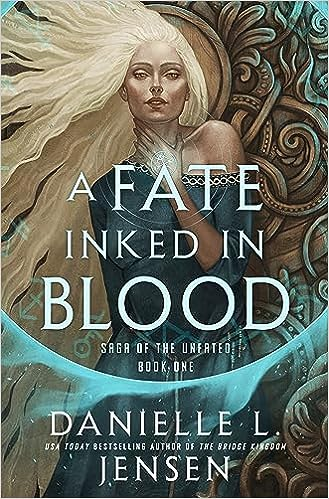 A FATE
INKED IN
BLOOD
SAGA OF THE UNFATED
BOOK ONE
DANIELLE L.
USA TODAY BESTSELLING AUTHOR OF THE BRIDGE KINGDOM
JENSEN